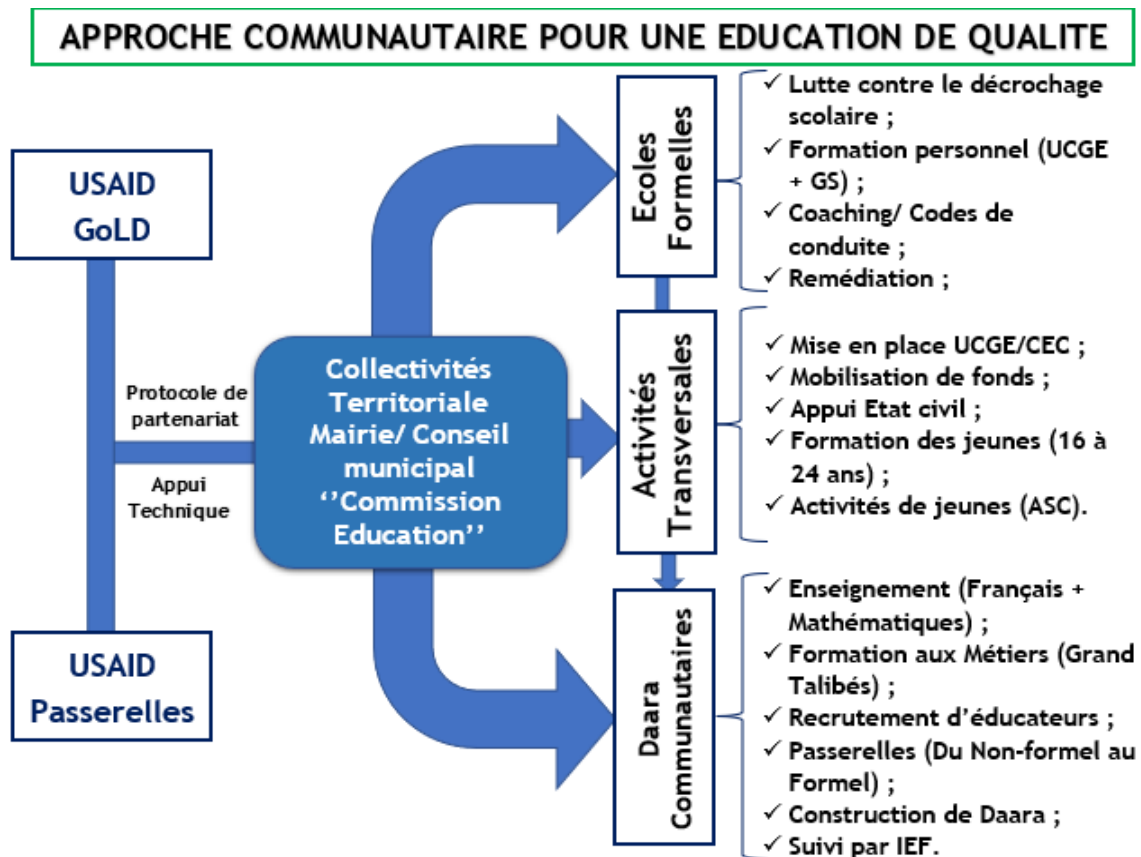 APPROCHE COMMUNAUTAIRE POUR UNE EDUCATION DE QUALITE
USAID
GoLD
Protocole de
partenariat
Appui
Technique
USAID
Passerelles
Collectivités
Territoriale
Mairie/ Conseil
municipal
‘’Commission
Education’’
Ecoles
Formelles
✓ Lutte contre le décrochage
scolaire ;
✓ Formation personnel (UCGE
+ GS) ;
✓ Coaching/ Codes de
conduite ;
✓ Remédiation ;
Activités
Transversales
✓ Mise en place UCGE/CEC ;
✓ Mobilisation de fonds ;
✓ Appui Etat civil ;
✓ Formation des jeunes (16 à
24 ans) ;
✓ Activités de jeunes (ASC).
Daara
Communautaires
✓ Enseignement (Français +
Mathématiques) ;
✓ Formation aux Métiers (Grand
Talibés) ;
✓ Recrutement d’éducateurs ;
✓ Passerelles (Du Non-formel au
Formel) ;
✓ Construction de Daara ;
✓ Suivi par IEF.